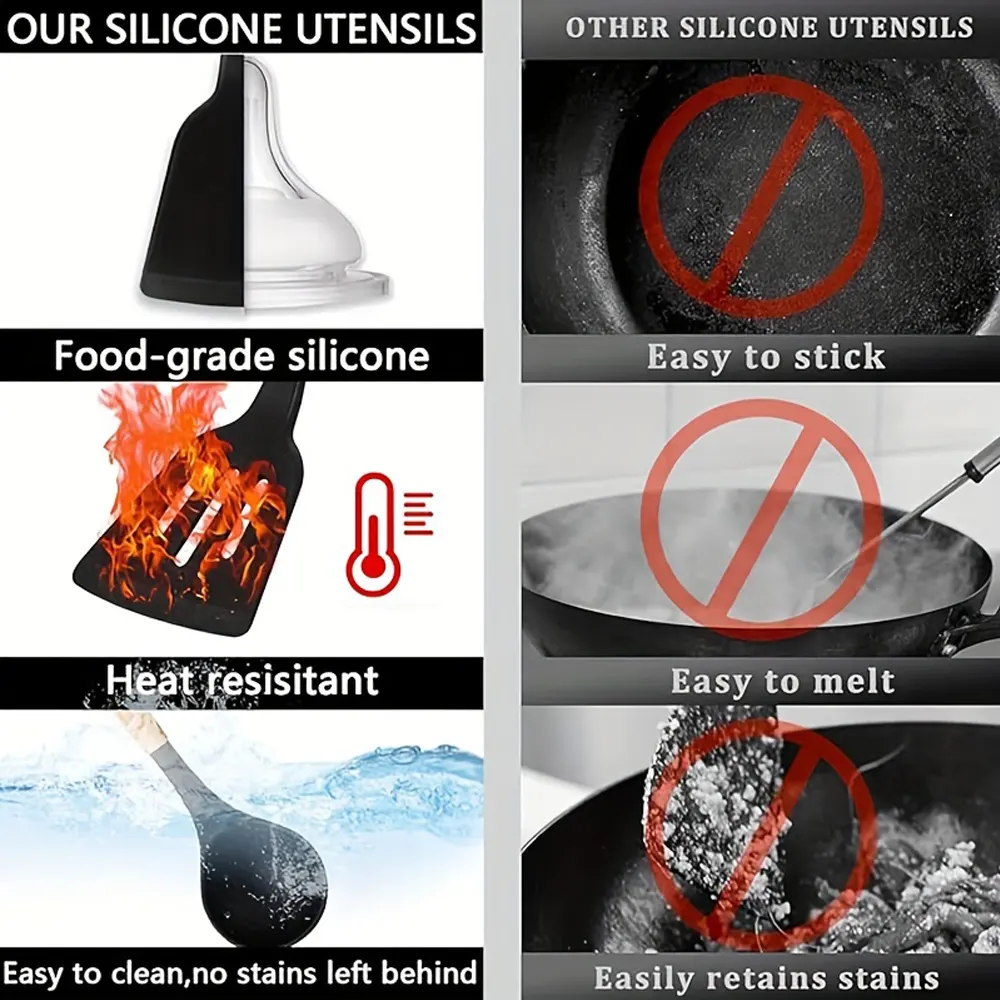 OUR SILICONE UTENSILS
OTHER SILICONE UTENSILS
Food-grade silicone
Easy to stick
Heat resisitant
Easy to melt
Easy to clean,no stains left behind
Easily retains stains